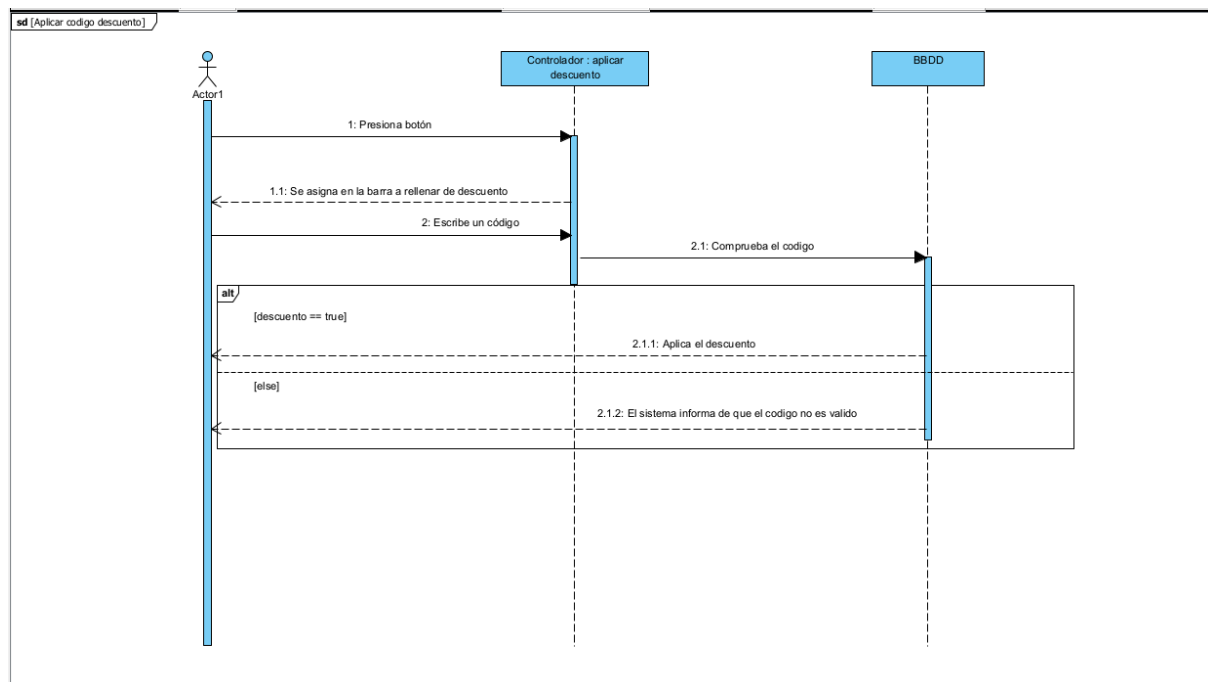 sd [Aplicar codigo descuento]
Controlador : aplicar
descuento
BBDD
Actor1
1: Presiona botón
1.1: Se asigna en la barra a rellenar de descuento
2: Escribe un código
2.1: Comprueba el codigo
alt
[descuento == true]
2.1.1: Aplica el descuento
[else]
2.1.2: El sistema informa de que el codigo no es valido